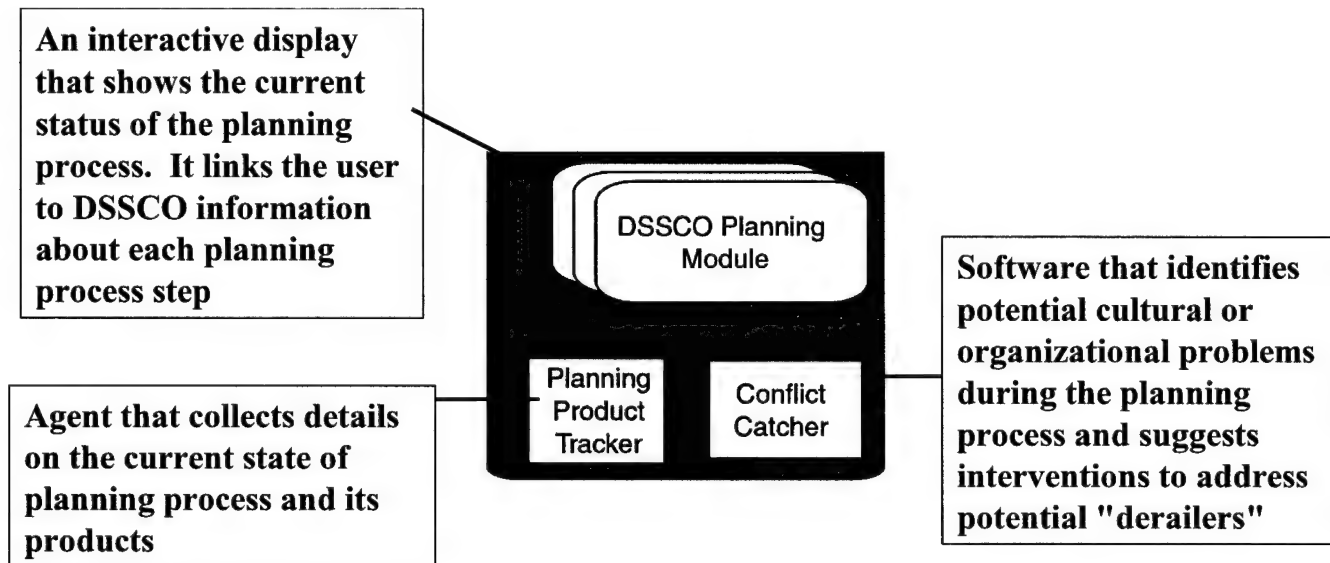 An interactive display
that shows the current
status of the planning
process. It links the user
to DSSCO information
about each planning
process step
DSSCO Planning
Module
Software that identifies
potential cultural or
organizational problems
during the planning
process and suggests
interventions to address
potential "derailers"
Planning
Product
Tracker
Conflict
Catcher
Agent that collects details
on the current state of
planning process and its
products